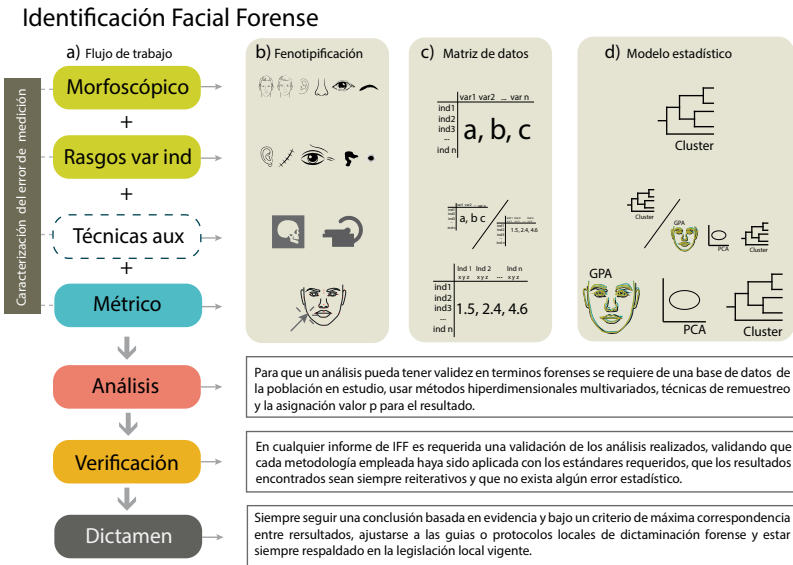 Identificación Facial Forense
a) Flujo de trabajo
b) Fenotipificación
c) Matriz de datos
d) Modelo estadístico
Caracterización del error de medición
Morfoscópico
+
Rasgos var ind
+
Técnicas aux
+
Métrico
var1 var2 ... var n
ind1
ind2
ind3
...
ind n
a, b, c
Cluster
var1 var2 ... var n
ind1
ind2
ind3
...
ind n
a, b c
1.5, 2.4, 4.6
Cluster
GPA
PCA
Cluster
Ind 1 Ind 2 Ind n
x y z x y z ... x y z
ind1
ind2
ind3
...
ind n
1.5, 2.4, 4.6
GPA
PCA
Cluster
Análisis
Para que un análisis pueda tener validez en terminos forenses se requiere de una base de datos de
la población en estudio, usar métodos hiperdimensionales multivariados, técnicas de remuestreo
y la asignación valor p para el resultado.
Verificación
En cualquier informe de IFF es requerida una validación de los análisis realizados, validando que
cada metodología empleada haya sido aplicada con los estándares requeridos, que los resultados
encontrados sean siempre reiterativos y que no exista algún error estadístico.
Dictamen
Siempre seguir una conclusión basada en evidencia y bajo un criterio de máxima correspondencia
entre rersultados, ajustarse a las guias o protocolos locales de dictaminación forense y estar
siempre respaldado en la legislación local vigente.